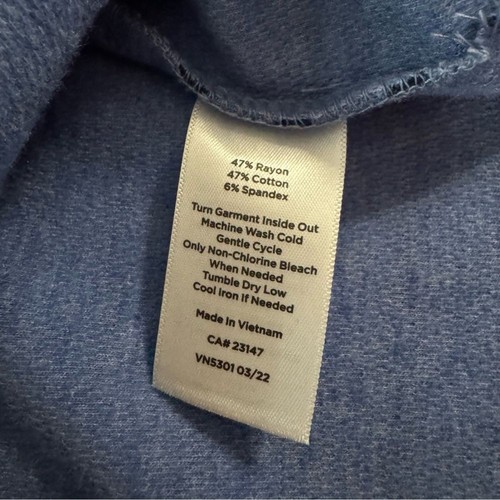 47% Rayon
47% Cotton
6% Spandex
Turn Garment Inside Out
Machine Wash Cold
Gentle Cycle
Only Non-Chlorine Bleach
When Needed
Tumble Dry Low
Cool Iron If Needed
Made In Vietnam
CA# 23147
VN5301 03/22